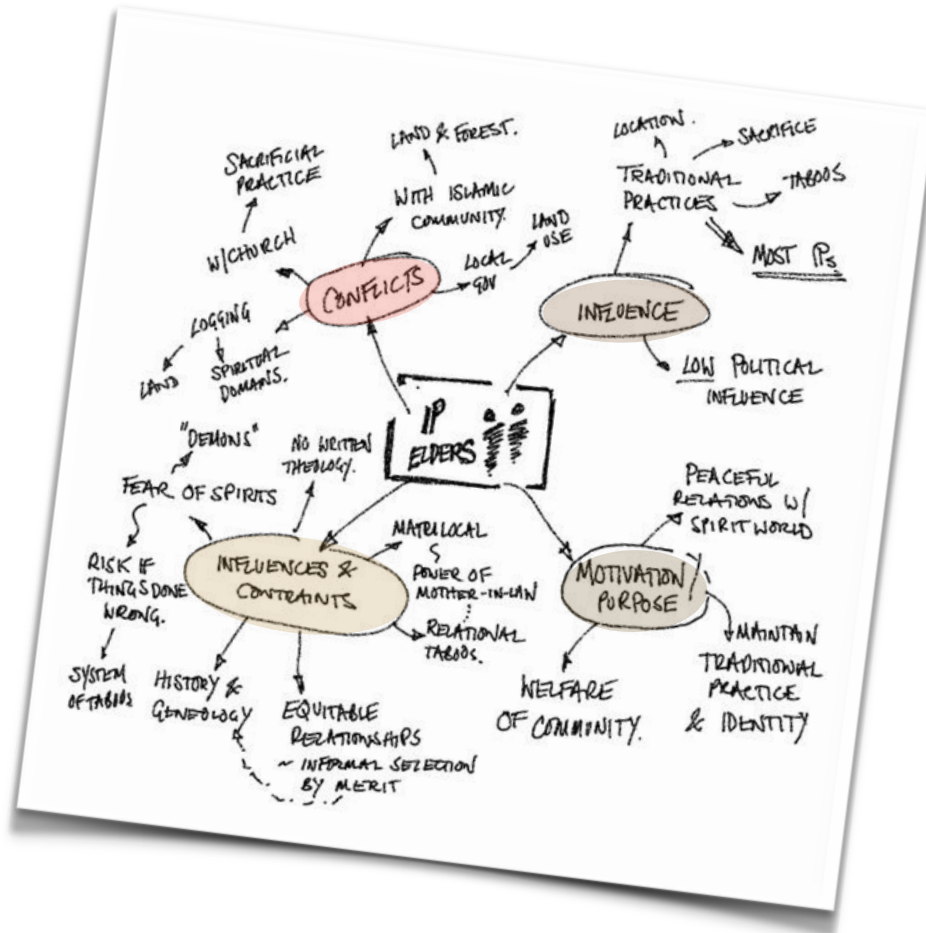 SACRIFICIAL
PRACTICE
LAND & FOREST.
W/CHURCH
WITH ISLAMIC
COMMUNITY.
LOCAL
GOV
LAND
USE
CONFLICTS
LOGGING
LAND
SPIRITUAL
DOMAINS.
LOCATION.
SACRIFICE
TRADITIONAL
PRACTICES
TABOOS
MOST IPs
INFLUENCE
LOW POLITICAL
INFLUENCE
IP
ELDERS
"DEMONS"
NO WRITTEN
THEOLOGY.
FEAR OF SPIRITS
RISK IF
THINGS DONE
WRONG.
SYSTEM
OF TABOOS
INFLUENCES &
CONTRAINTS
MATRILOCAL
POWER OF
MOTHER-IN-LAW
RELATIONAL
TABOOS.
HISTORY &
GENEOLOGY
EQUITABLE
RELATIONSHIPS
~ INFORMAL SELECTION
BY MERIT
PEACEFUL
RELATIONS W/
SPIRIT WORLD
MOTIVATION/
PURPOSE
MAINTAIN
TRADITIONAL
PRACTICE
& IDENTITY
WELFARE
OF COMMUNITY.